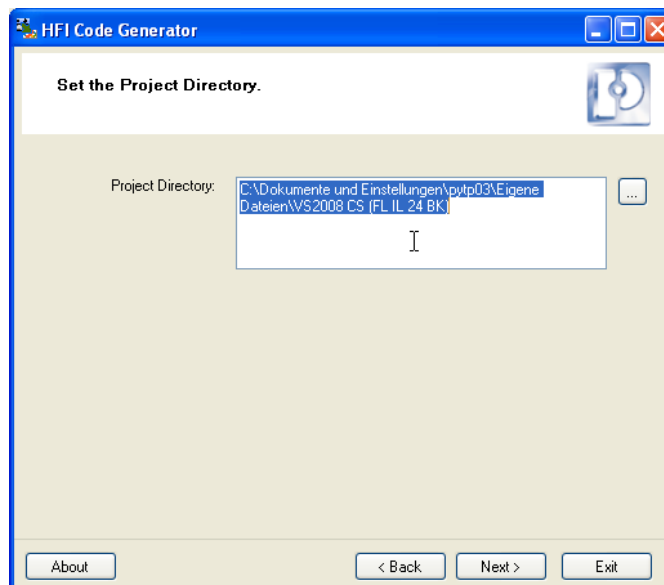 HFI Code Generator
Set the Project Directory.
Project Directory:
C:\Dokumente und Einstellungen\pytp03\Eigene
Dateien\VS2008 CS (FL IL 24 BK)
...
About
< Back
Next >
Exit